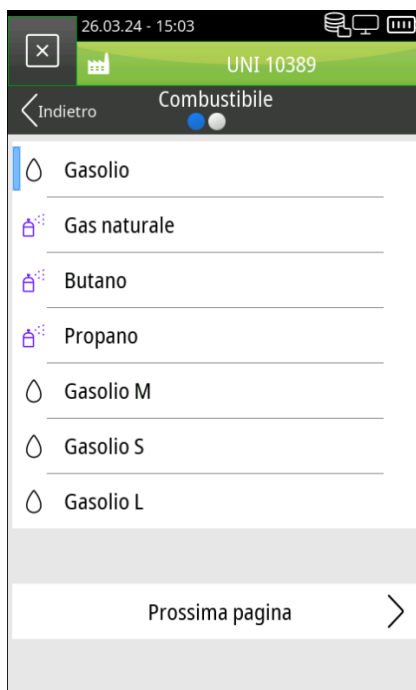 26.03.24 - 15:03
UNI 10389
Indietro
Combustibile
Gasolio
Gas naturale
Butano
Propano
Gasolio M
Gasolio S
Gasolio L
Prossima pagina